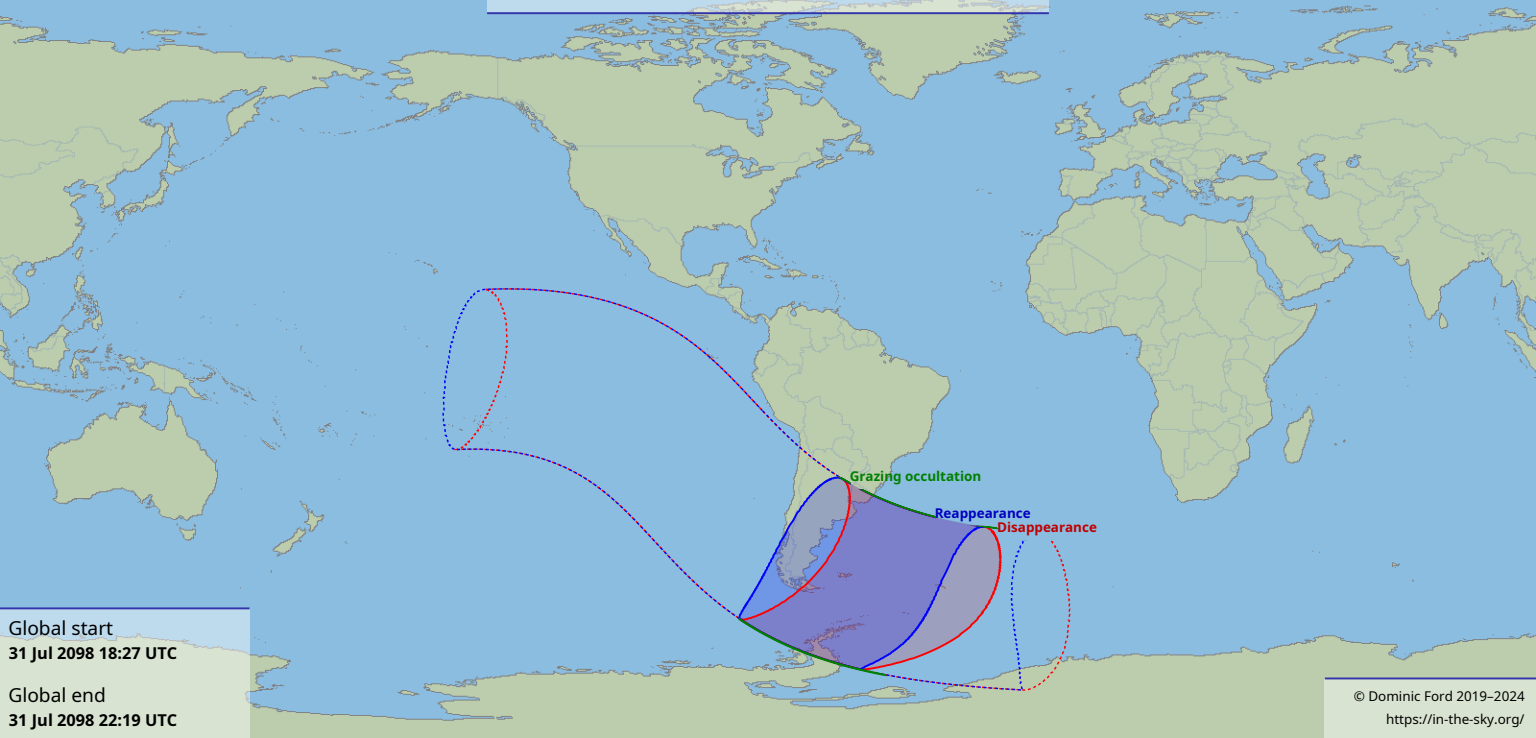 Grazing occultation
Reappearance
Disappearance
Global start
31 Jul 2098 18:27 UTC
Global end
31 Jul 2098 22:19 UTC
© Dominic Ford 2019–2024
https://in-the-sky.org/